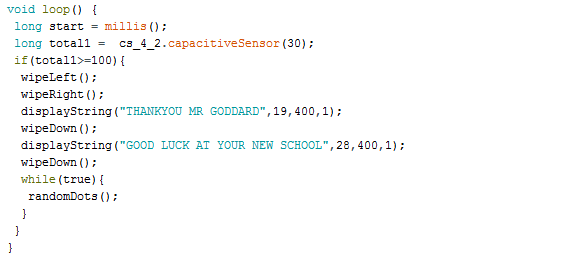 void loop() {
long start = millis();
long total1 =  cs_4_2.capacitiveSensor(30);
if(total1>=100){
wipeLeft();
wipeRight();
displayString("THANKYOU MR GODDARD",19,400,1);
wipeDown();
displayString("GOOD LUCK AT YOUR NEW SCHOOL",28,400,1);
wipeDown();
while(true){
randomDots();
}
}
}